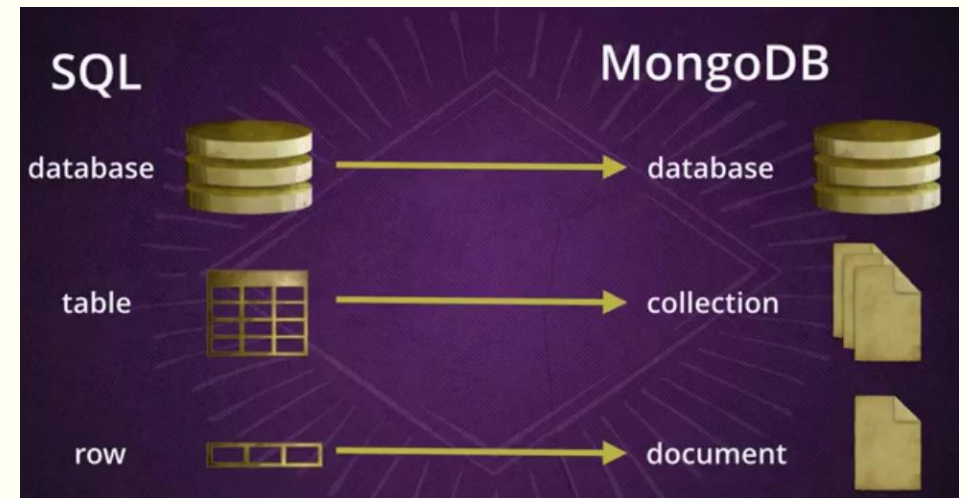 SQL
MongoDB
database
database
table
collection
row
document